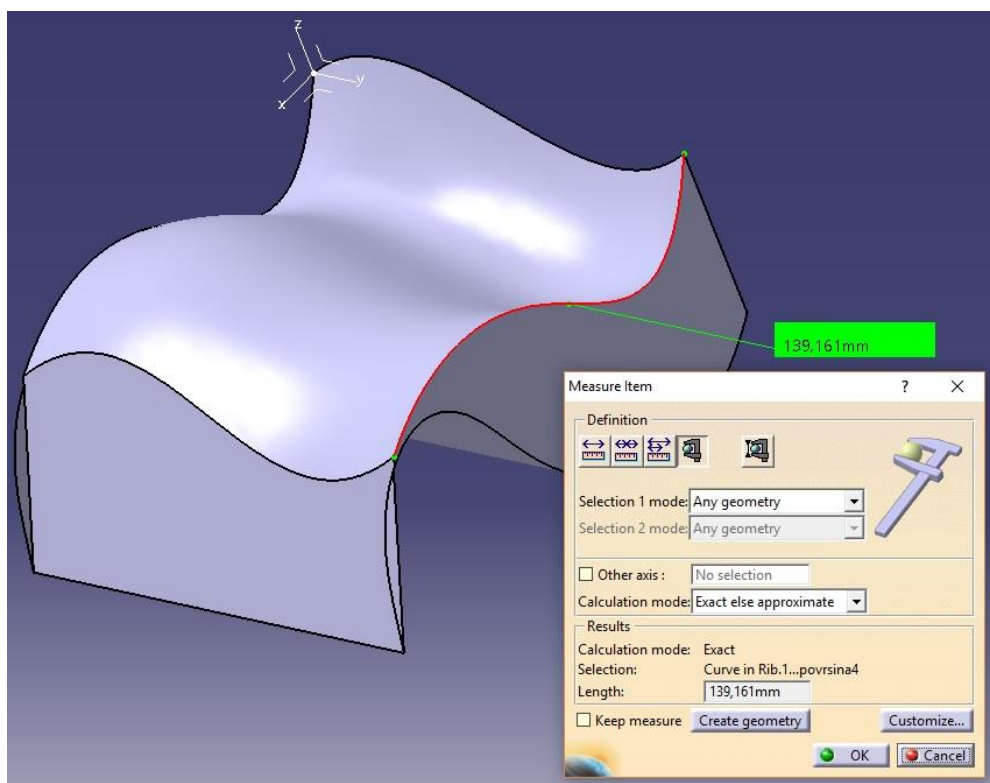 z
y
x
139,161mm
Measure Item
?
Definition
Selection 1 mode: Any geometry
Selection 2 mode: Any geometry
Other axis : No selection
Calculation mode: Exact else approximate
Results
Calculation mode: Exact
Selection: Curve in Rib.1...povrsina4
Length: 139,161mm
Keep measure Create geometry Customize...
OK Cancel